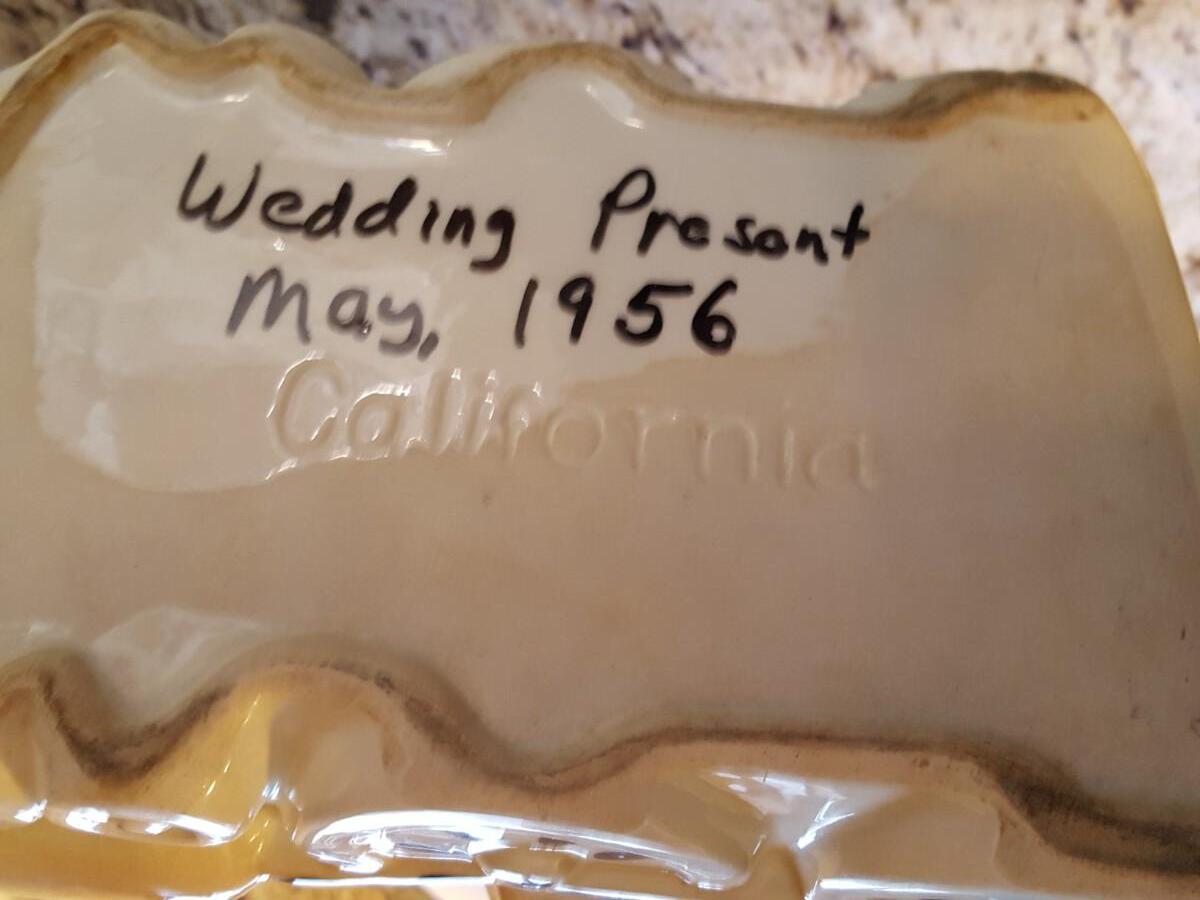 Wedding Present
May, 1956
California